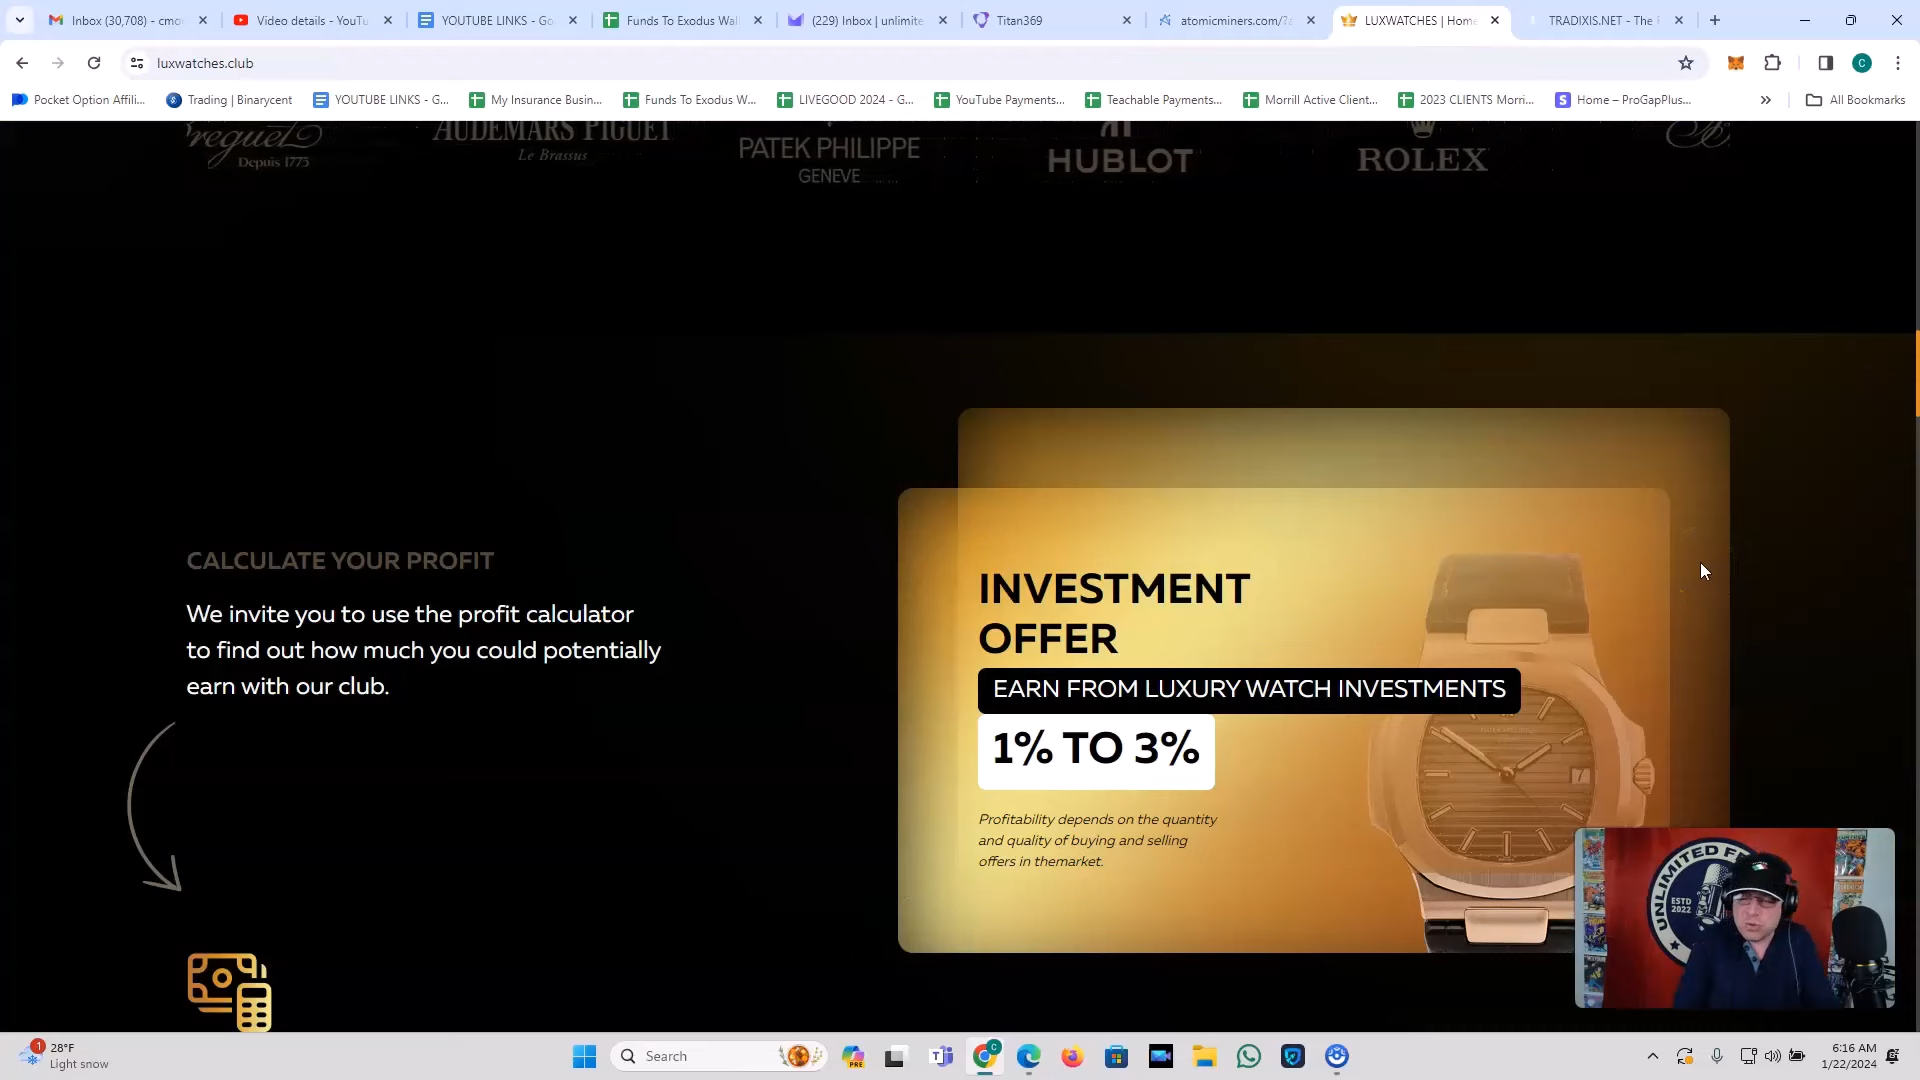 Inbox (30,708) - cmo
Video details - YouTu
YOUTUBE LINKS - Go
Funds To Exodus Wal
(229) Inbox | unlimite
Titan369
atomicminers.com/?a
LUXWATCHES | Home
TRADIXIS.NET - The F
luxwatches.club
Pocket Option Affili...
Trading | Binarycent
YOUTUBE LINKS - G...
My Insurance Busin...
Funds To Exodus W...
LIVEGOOD 2024 - G...
YouTube Payments...
Teachable Payments...
Morrill Active Client...
2023 CLIENTS Morri...
Home – ProGapPlus...
All Bookmarks
Breguet
Depuis 1775
AUDEMARS PIGUET
Le Brassus
PATEK PHILIPPE
GENEVE
HUBLOT
ROLEX
CALCULATE YOUR PROFIT
We invite you to use the profit calculator
to find out how much you could potentially
earn with our club.
INVESTMENT
OFFER
EARN FROM LUXURY WATCH INVESTMENTS
1% TO 3%
Profitability depends on the quantity
and quality of buying and selling
offers in themarket.
UNLIMITED F
ESTD
2022
1
28°F
Light snow
Search
PRE
6:16 AM
1/22/2024